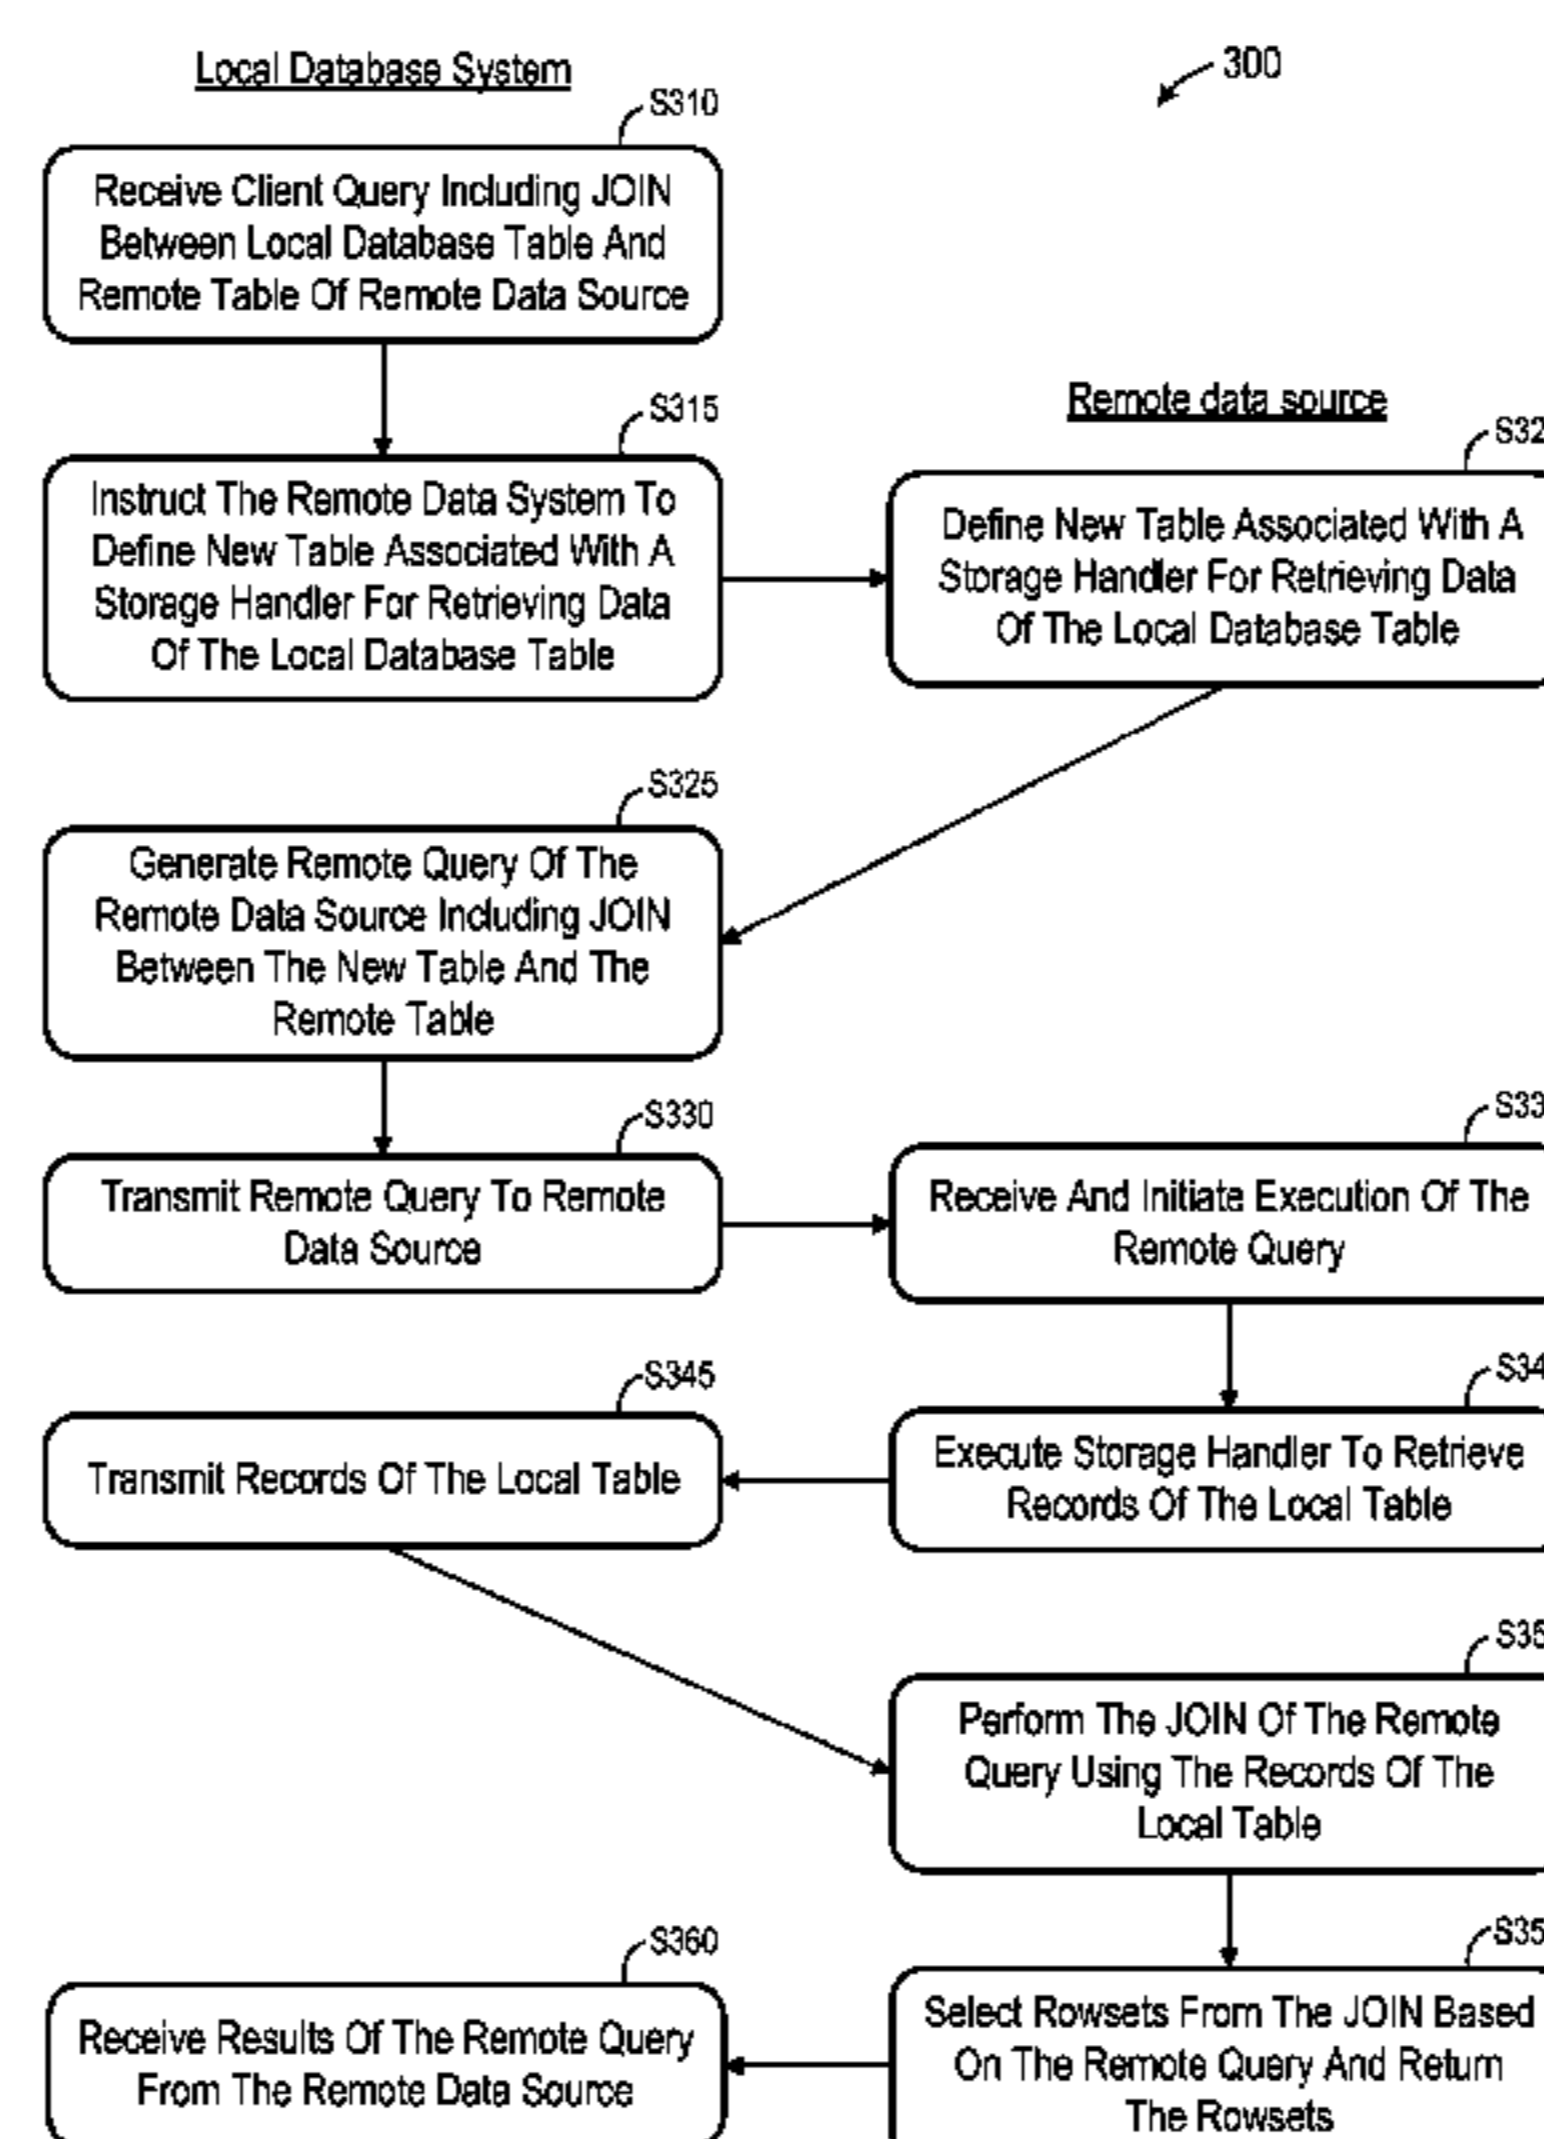 Local Database System
300
S310
Receive Client Query Including JOIN
Between Local Database Table And
Remote Table Of Remote Data Source
S315
Instruct The Remote Data System To
Define New Table Associated With A
Storage Handler For Retrieving Data
Of The Local Database Table
Remote data source
S32
Define New Table Associated With A
Storage Handler For Retrieving Data
Of The Local Database Table
S325
Generate Remote Query Of The
Remote Data Source Including JOIN
Between The New Table And The
Remote Table
S330
Transmit Remote Query To Remote
Data Source
S33
Receive And Initiate Execution Of The
Remote Query
S34
Execute Storage Handler To Retrieve
Records Of The Local Table
S345
Transmit Records Of The Local Table
S35
Perform The JOIN Of The Remote
Query Using The Records Of The
Local Table
S35
Select Rowsets From The JOIN Based
On The Remote Query And Return
The Rowsets
S360
Receive Results Of The Remote Query
From The Remote Data Source